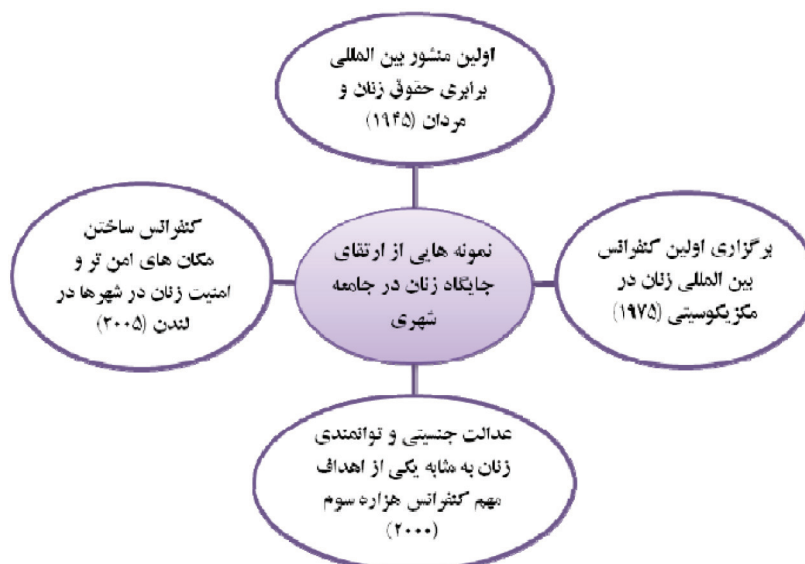 اولین منشور بین المللی
برابری حقوق زنان و
مردان (۱۹۴۵)
برگزاری اولین کنفرانس
بین المللی زنان در
مکزیکوسیتی (۱۹۷۵)
نمونه هایی از ارتقای
جایگاه زنان در جامعه
شهری
کنفرانس ساختن
مکان های امن تر و
امنیت زنان در شهرها در
لندن (۲۰۰۵)
عدالت جنسیتی و توانمندی
زنان به مثابه یکی از اهداف
مهم کنفرانس هزاره سوم
(۲۰۰۰)